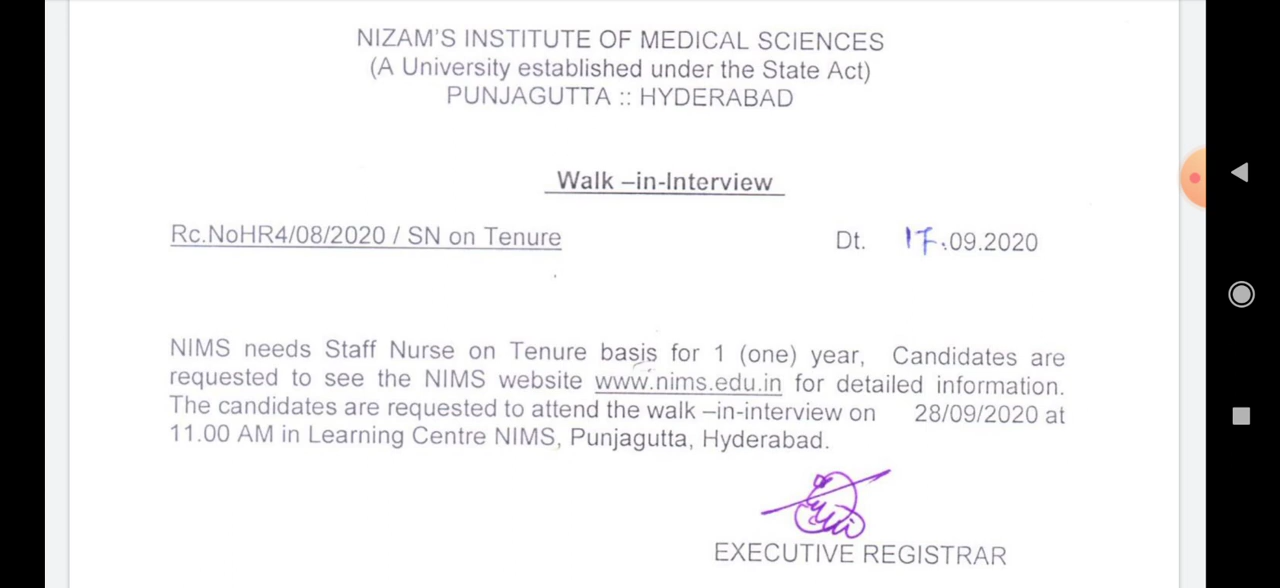 NIZAM'S INSTITUTE OF MEDICAL SCIENCES
(A University established under the State Act)
PUNJAGUTTA :: HYDERABAD
Walk –in-Interview
Rc.NoHR4/08/2020 / SN on Tenure Dt. 17.09.2020
NIMS needs Staff Nurse on Tenure basis for 1 (one) year, Candidates are
requested to see the NIMS website www.nims.edu.in for detailed information.
The candidates are requested to attend the walk –in-interview on 28/09/2020 at
11.00 AM in Learning Centre NIMS, Punjagutta, Hyderabad.
EXECUTIVE REGISTRAR